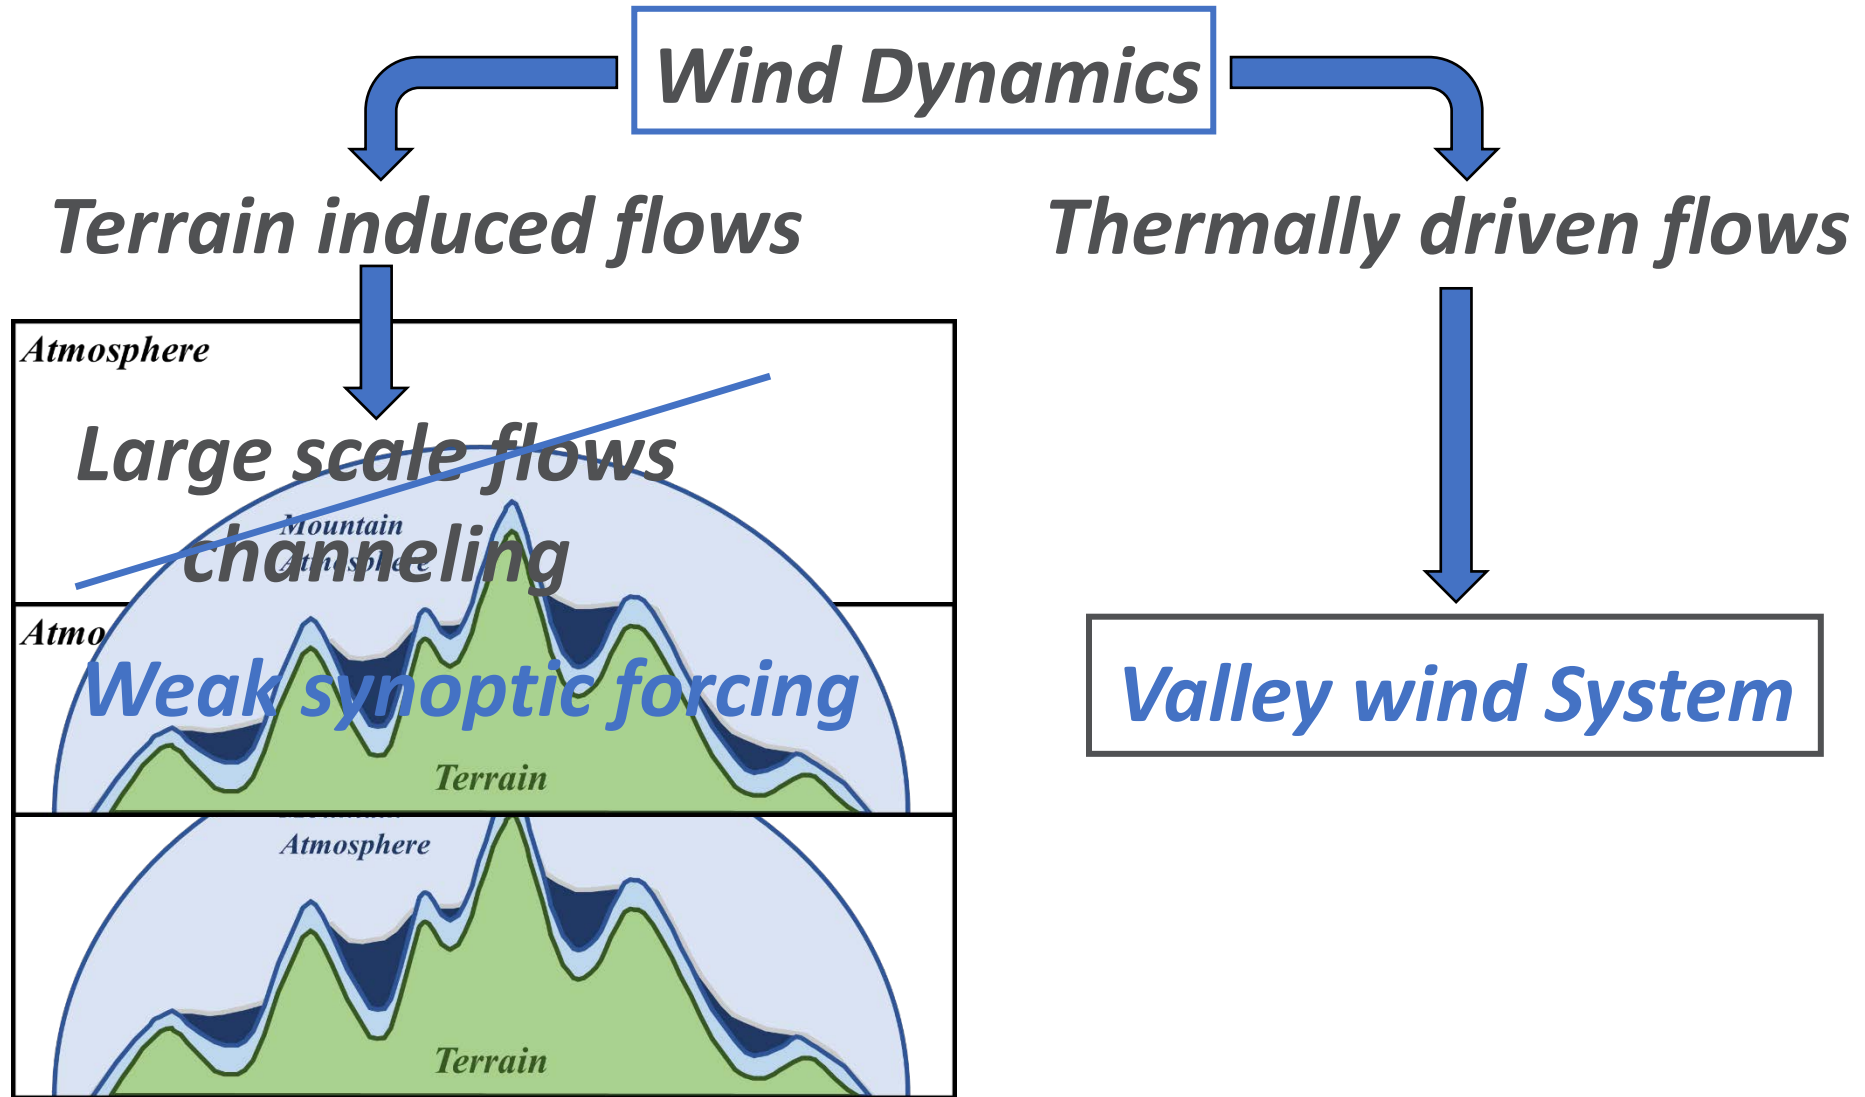 Wind Dynamics
Terrain induced flows
Thermally driven flows
Atmosphere
Large scale flows
Mountain
channeling
Atmosphere
Atmo
Weak synoptic forcing
Valley wind System
Terrain
Atmosphere
Terrain